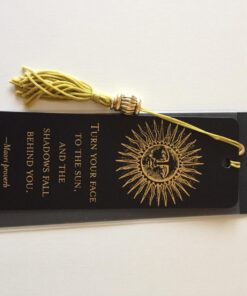 TURN YOUR FACE
TO THE SUN,
AND THE
SHADOWS FALL
BEHIND YOU.
—Maori proverb